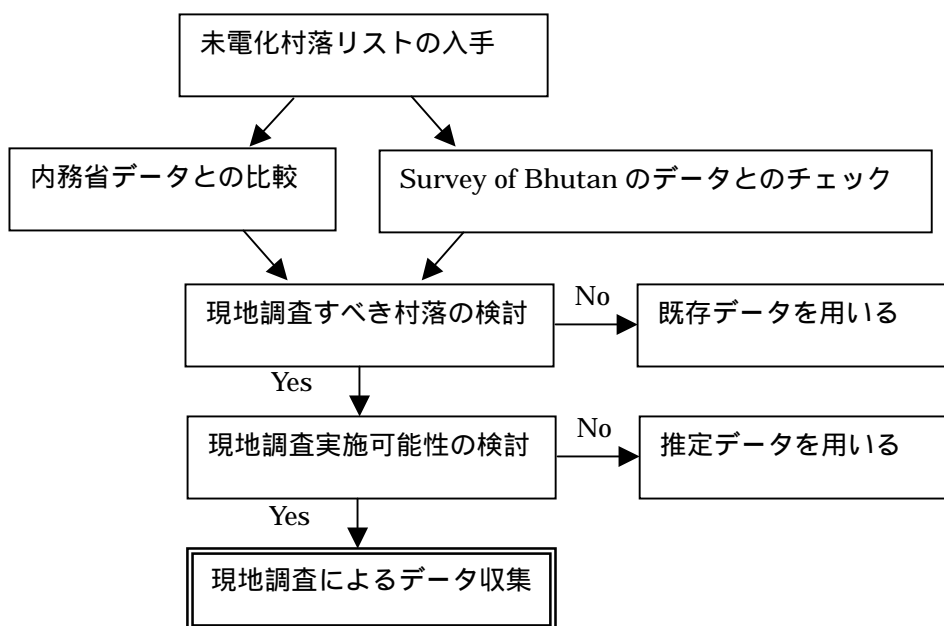 未電化村落リストの入手
内務省データとの比較
Survey of Bhutan のデータとのチェック
現地調査すべき村落の検討
No
既存データを用いる
Yes
現地調査実施可能性の検討
No
推定データを用いる
Yes
現地調査によるデータ収集